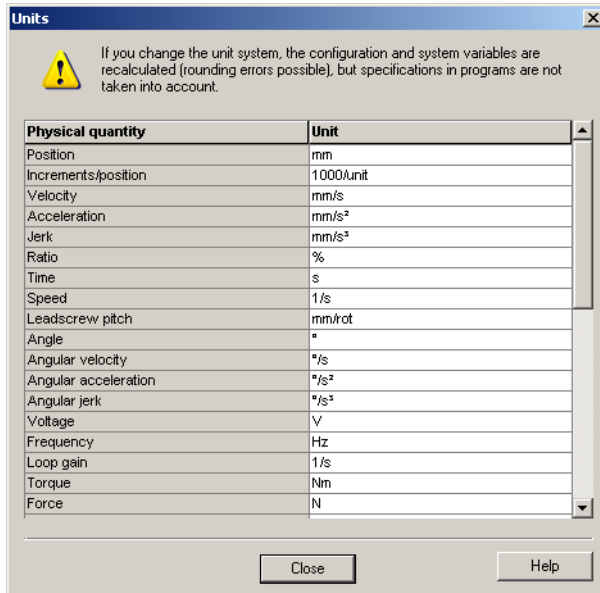 Units
If you change the unit system, the configuration and system variables are
recalculated (rounding errors possible), but specifications in programs are not
taken into account.
Physical quantity Unit
Position mm
Increments/position 1000/unit
Velocity mm/s
Acceleration mm/s²
Jerk mm/s³
Ratio %
Time s
Speed 1/s
Leadscrew pitch mm/rot
Angle °
Angular velocity °/s
Angular acceleration °/s²
Angular jerk °/s³
Voltage V
Frequency Hz
Loop gain 1/s
Torque Nm
Force N
Close Help